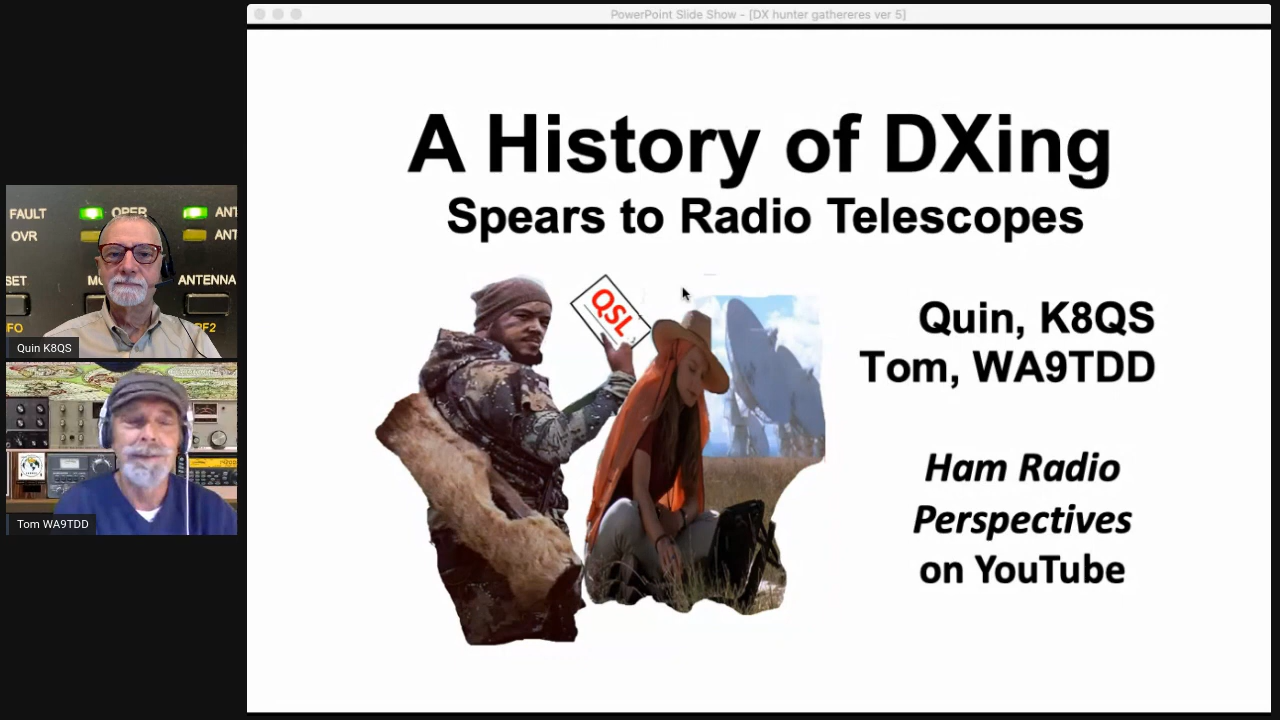 PowerPoint Slide Show - [DX hunter gathereres ver 5]
A History of DXing
Spears to Radio Telescopes
QSL
Quin, K8QS
Tom, WA9TDD
Ham Radio
Perspectives
on YouTube
FAULT
OPER
ANT
OVR
ANT
SET
ANTENNA
RF2
Quin K8QS
Tom WA9TDD